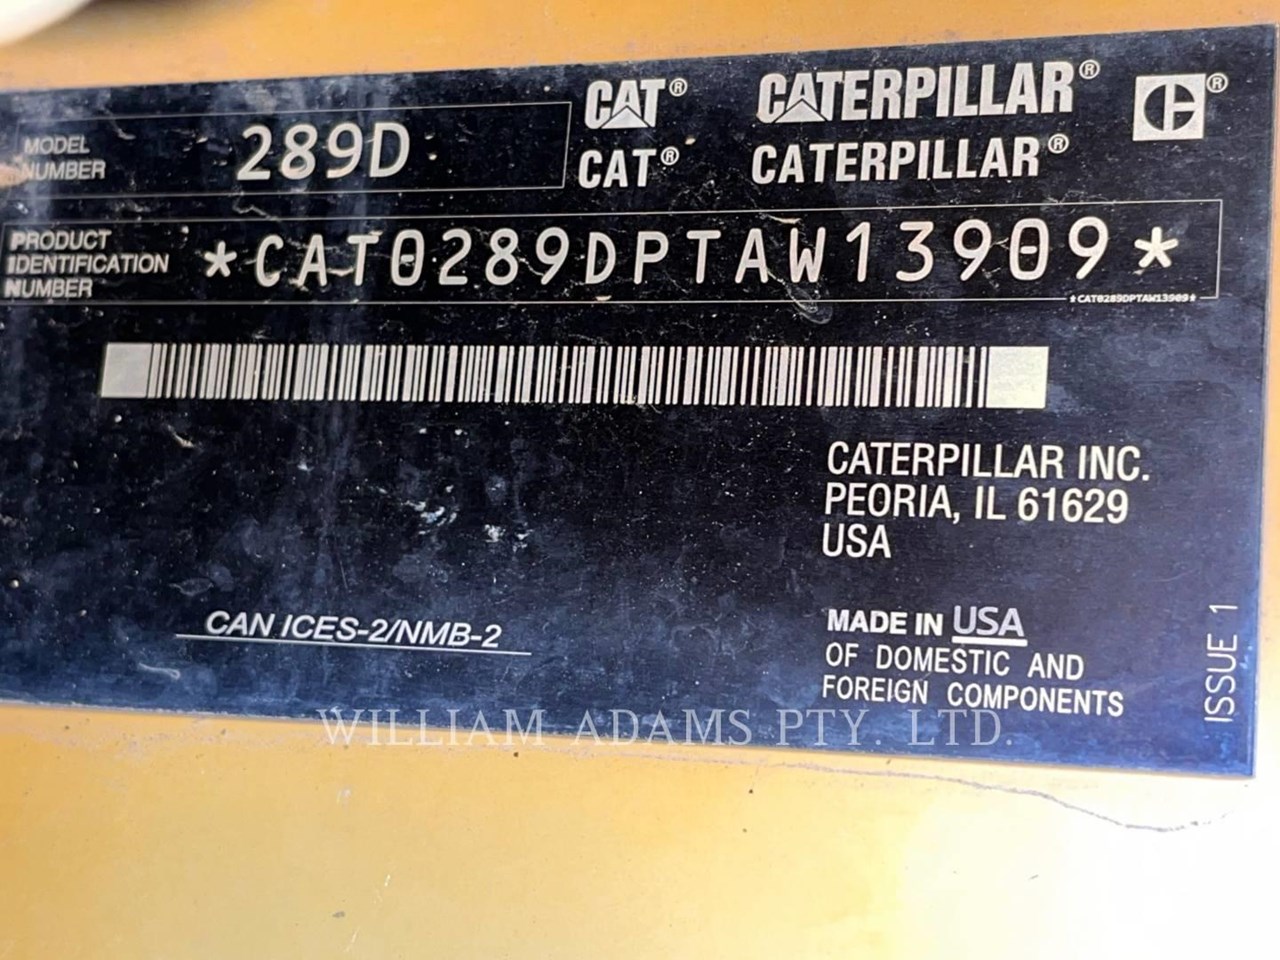 CAT® CATERPILLAR® ®
MODEL NUMBER 289D
CAT® CATERPILLAR®
PRODUCT IDENTIFICATION NUMBER *CAT0289DPTAW13909*
*CAT0289DPTAW13909*
CATERPILLAR INC.
PEORIA, IL 61629
USA
CAN ICES-2/NMB-2
MADE IN USA
OF DOMESTIC AND
FOREIGN COMPONENTS
ISSUE 1
WILLIAM ADAMS PTY. LTD.